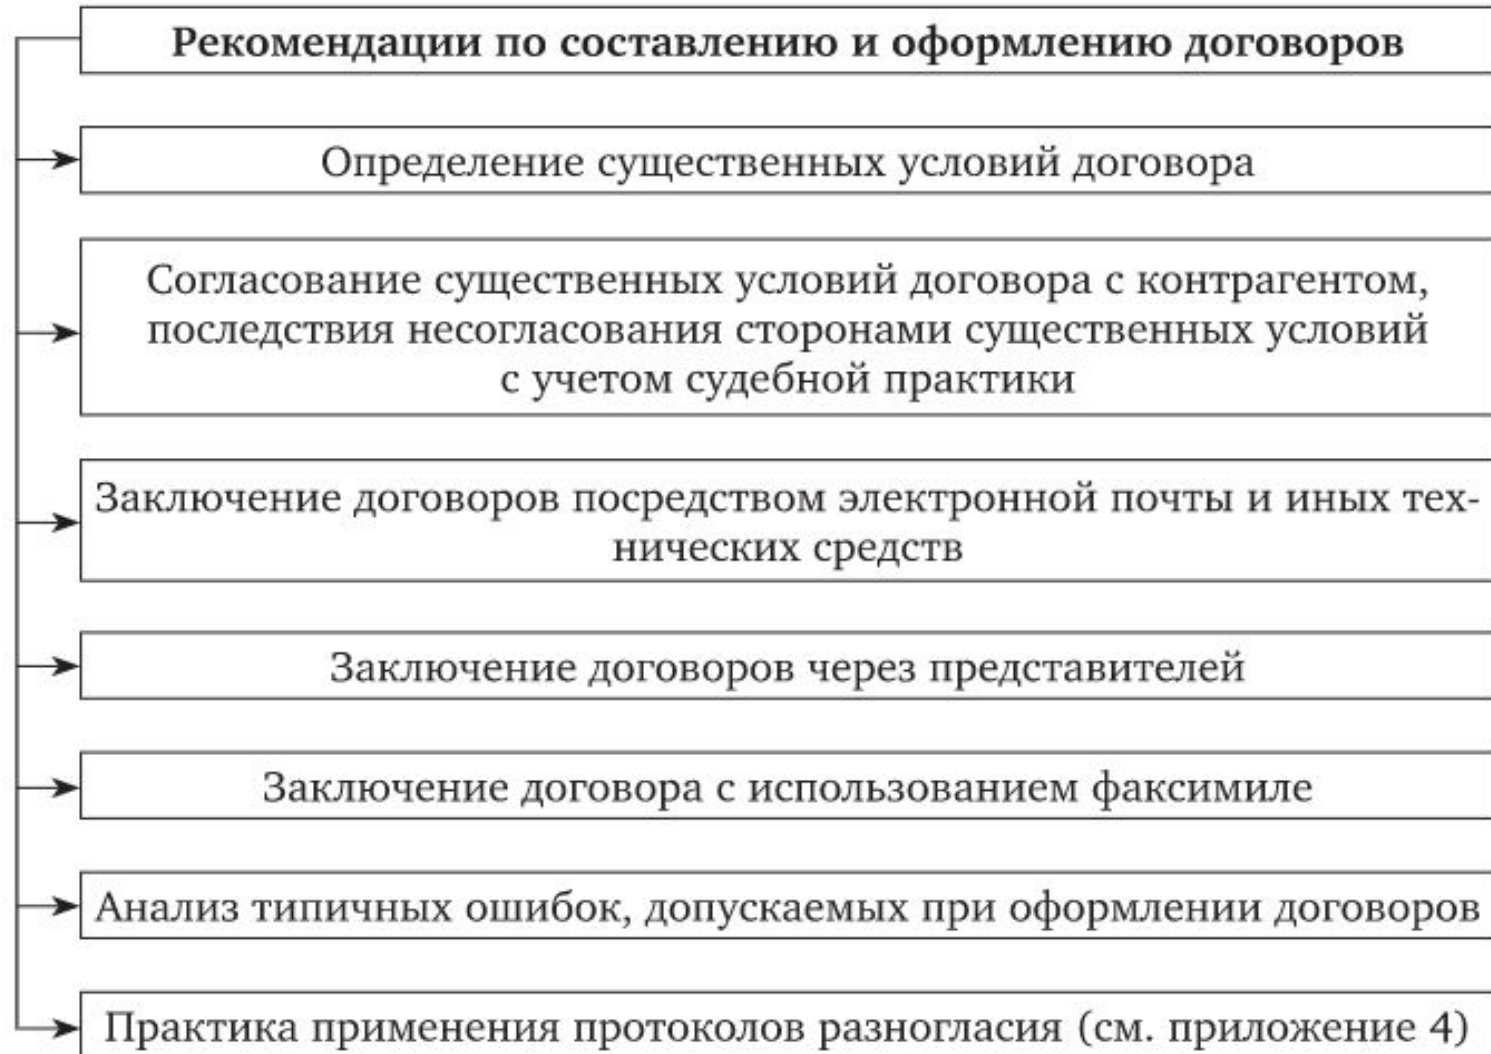 Рекомендации по составлению и оформлению договоров
Определение существенных условий договора
Согласование существенных условий договора с контрагентом,
последствия несогласования сторонами существенных условий
с учетом судебной практики
Заключение договоров посредством электронной почты и иных тех-
нических средств
Заключение договоров через представителей
Заключение договора с использованием факсимиле
Анализ типичных ошибок, допускаемых при оформлении договоров
Практика применения протоколов разногласия (см. приложение 4)